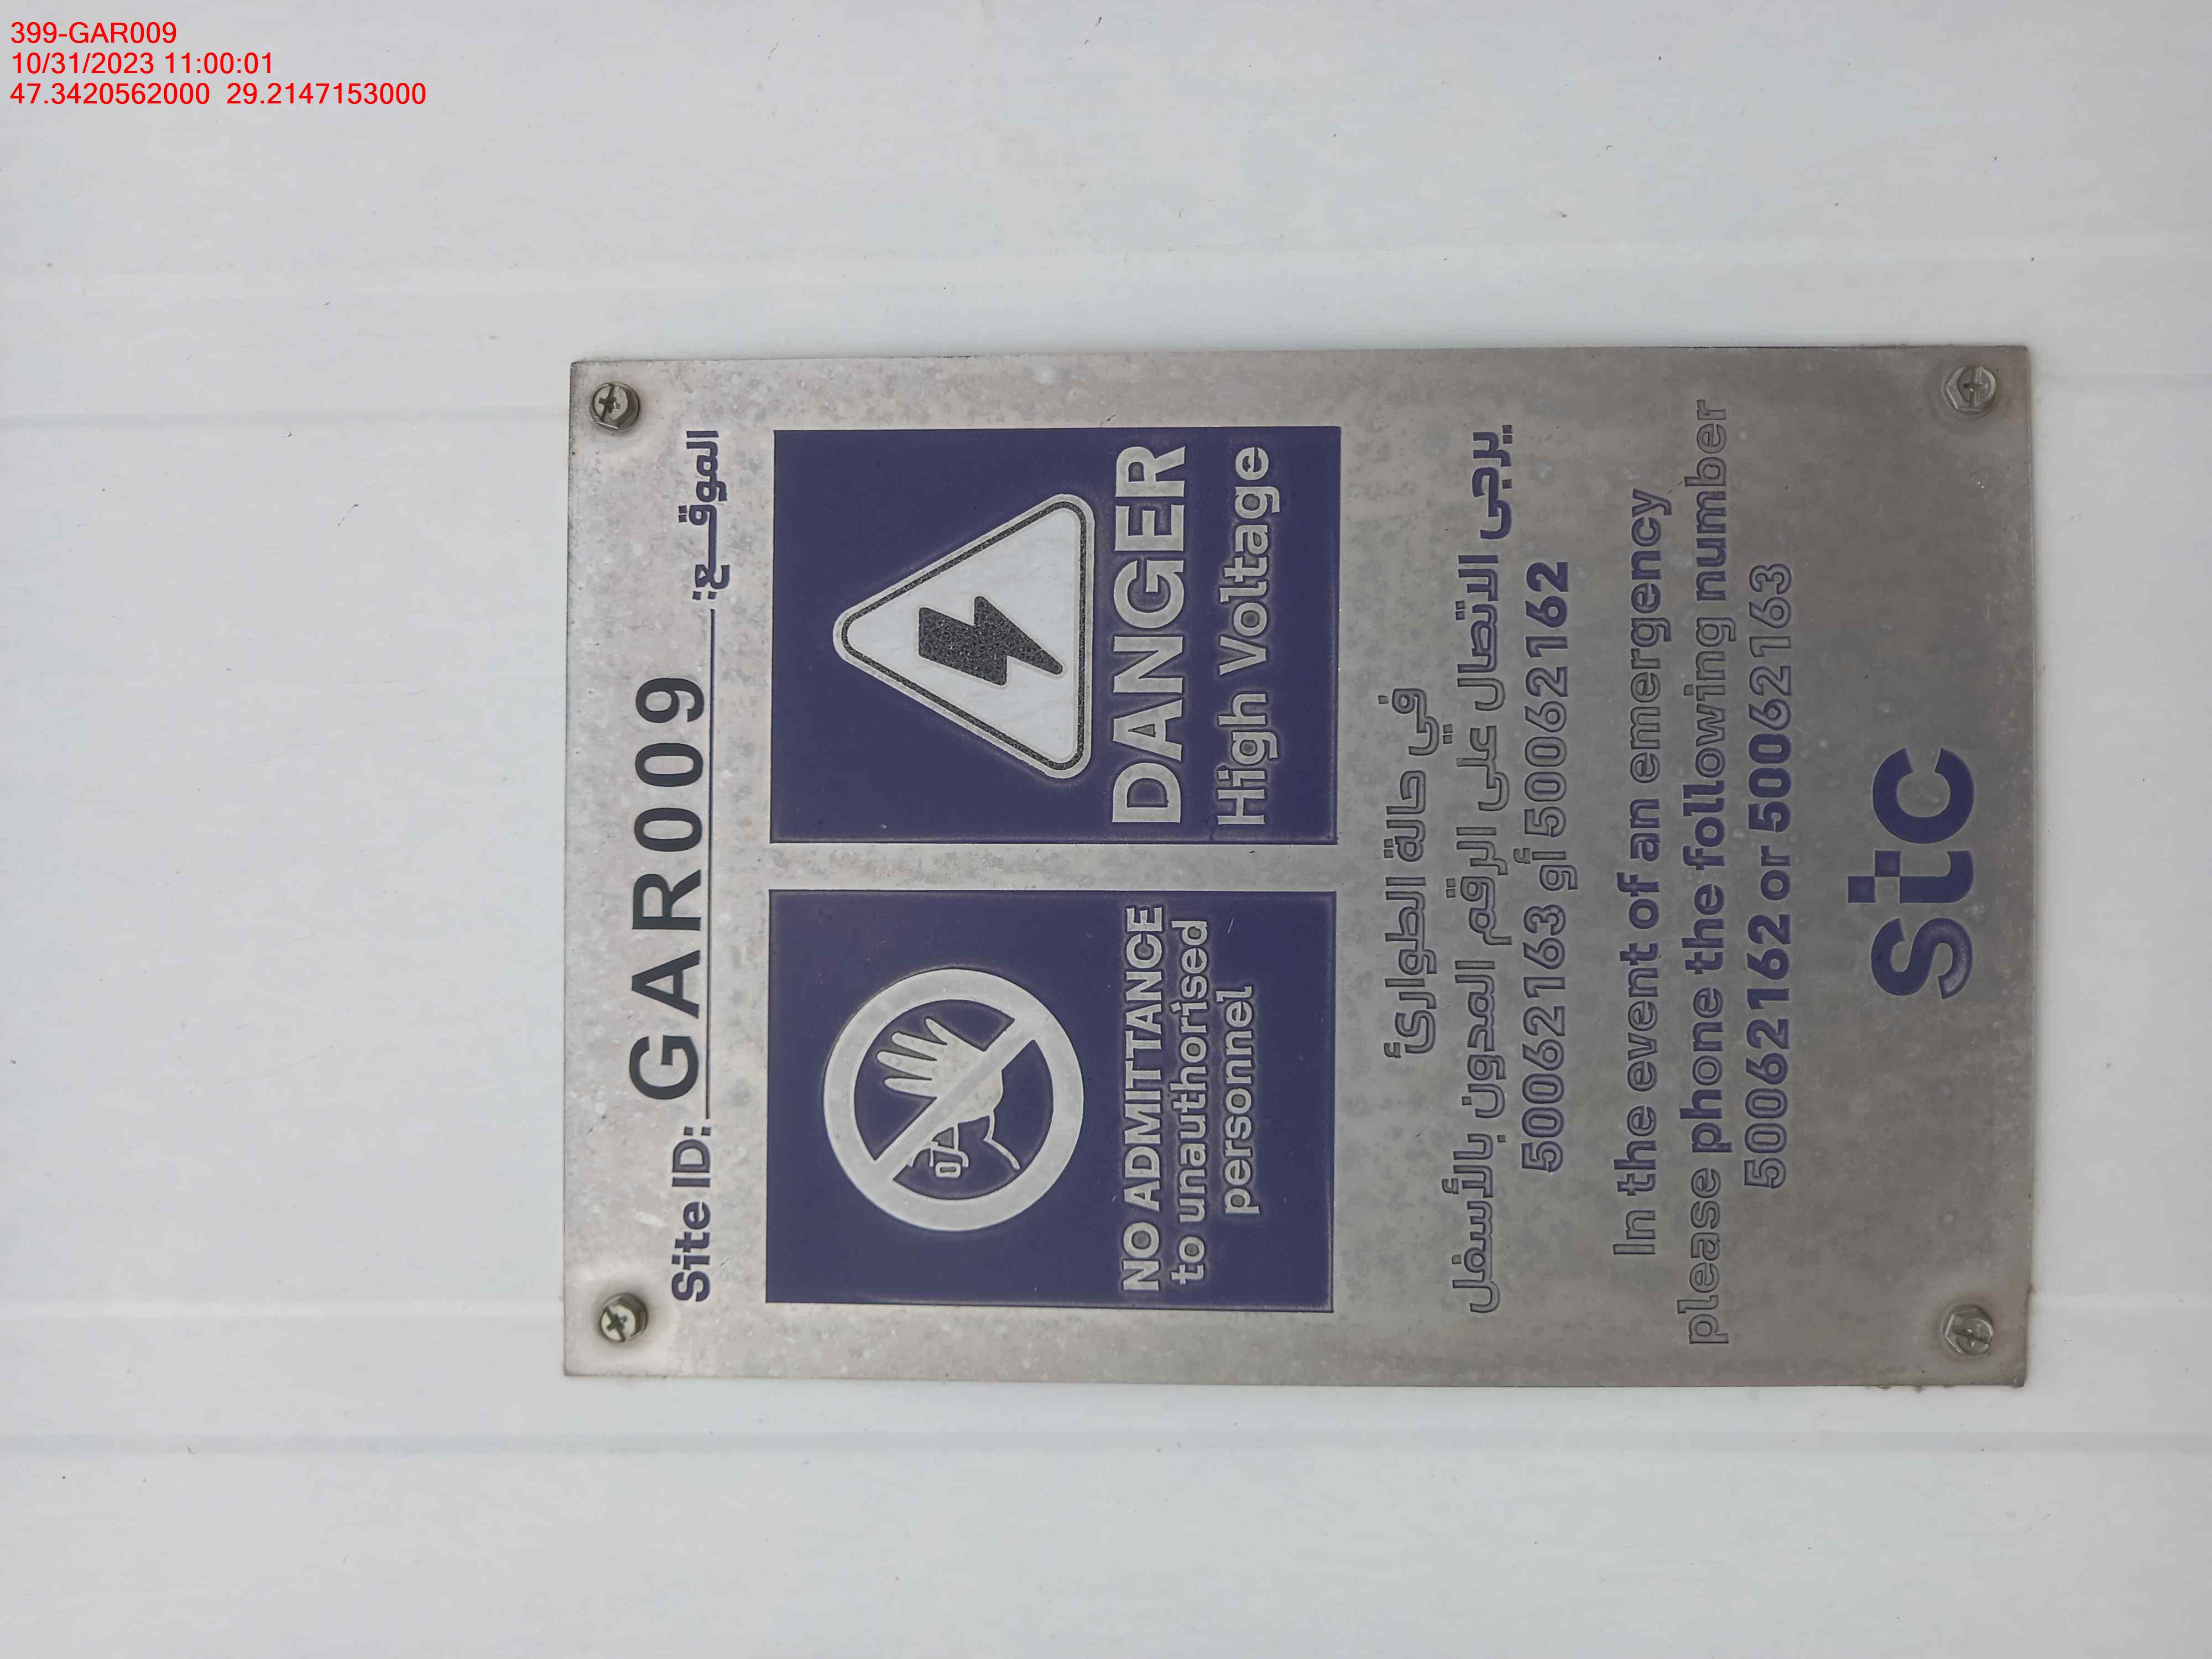 399-GAR009
10/31/2023 11:00:01
47.3420562000 29.2147153000
Site ID: GAR009 الموقع:
NO ADMITTANCE
to unauthorised
personnel
DANGER
High Voltage
في حالة الطوارئ
يرجى الاتصال على الرقم المدون بالأسفل
50062163 أو 50062162
In the event of an emergency
please phone the following number
50062162 or 50062163
stc